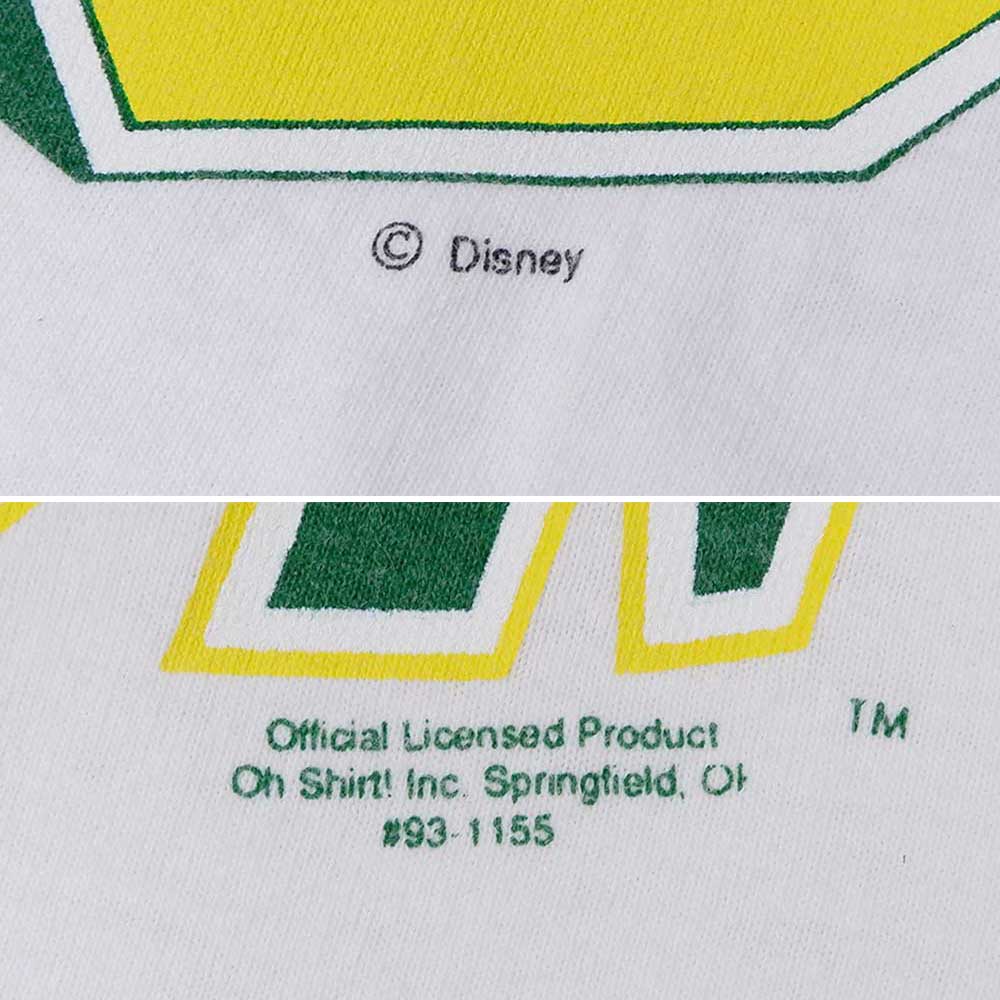 © Disney
Official Licensed Product
TM
Oh Shirt! Inc. Springfield,
#93-1155